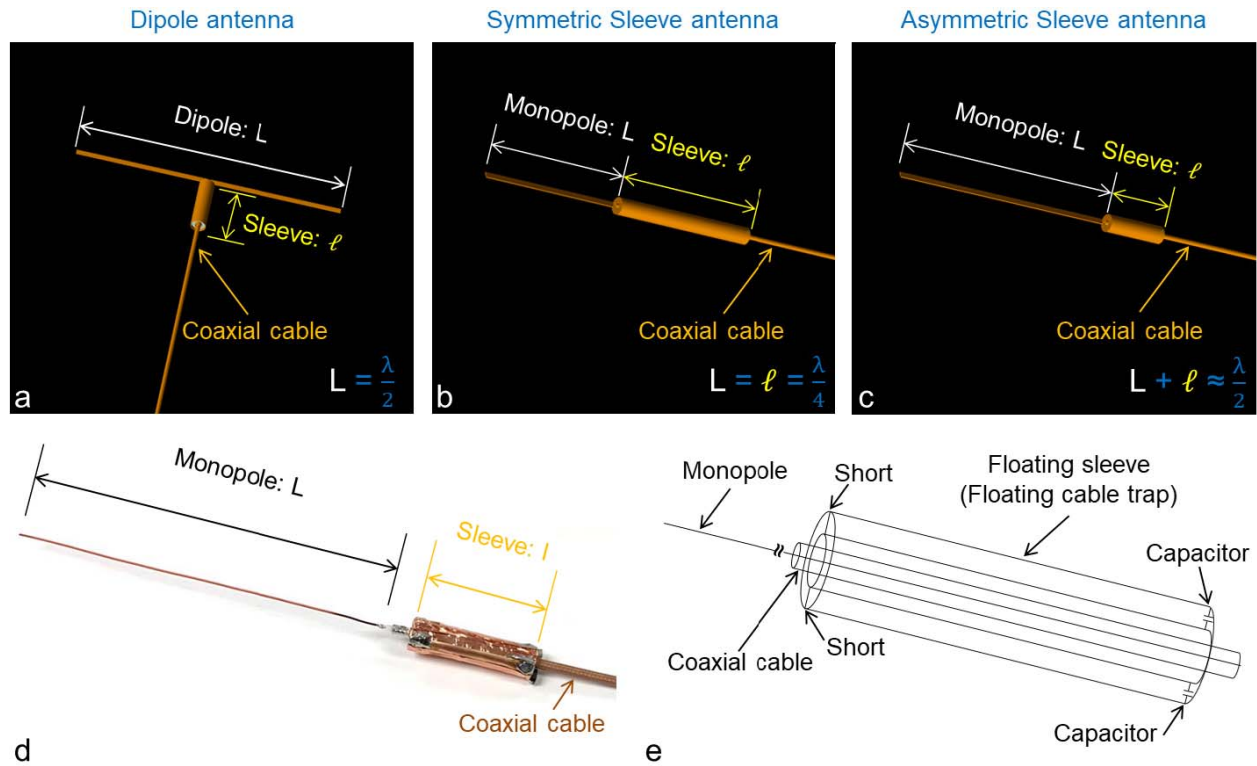 Dipole antenna
Symmetric Sleeve antenna
Asymmetric Sleeve antenna
Dipole: L
Sleeve: ℓ
Coaxial cable
L = λ/2
a
Monopole: L
Sleeve: ℓ
Coaxial cable
L = ℓ = λ/4
b
Monopole: L
Sleeve: ℓ
Coaxial cable
L + ℓ ≈ λ/2
c
Monopole: L
Sleeve: l
Coaxial cable
d
Monopole
Short
Floating sleeve
(Floating cable trap)
Capacitor
Coaxial cable
Short
Capacitor
e